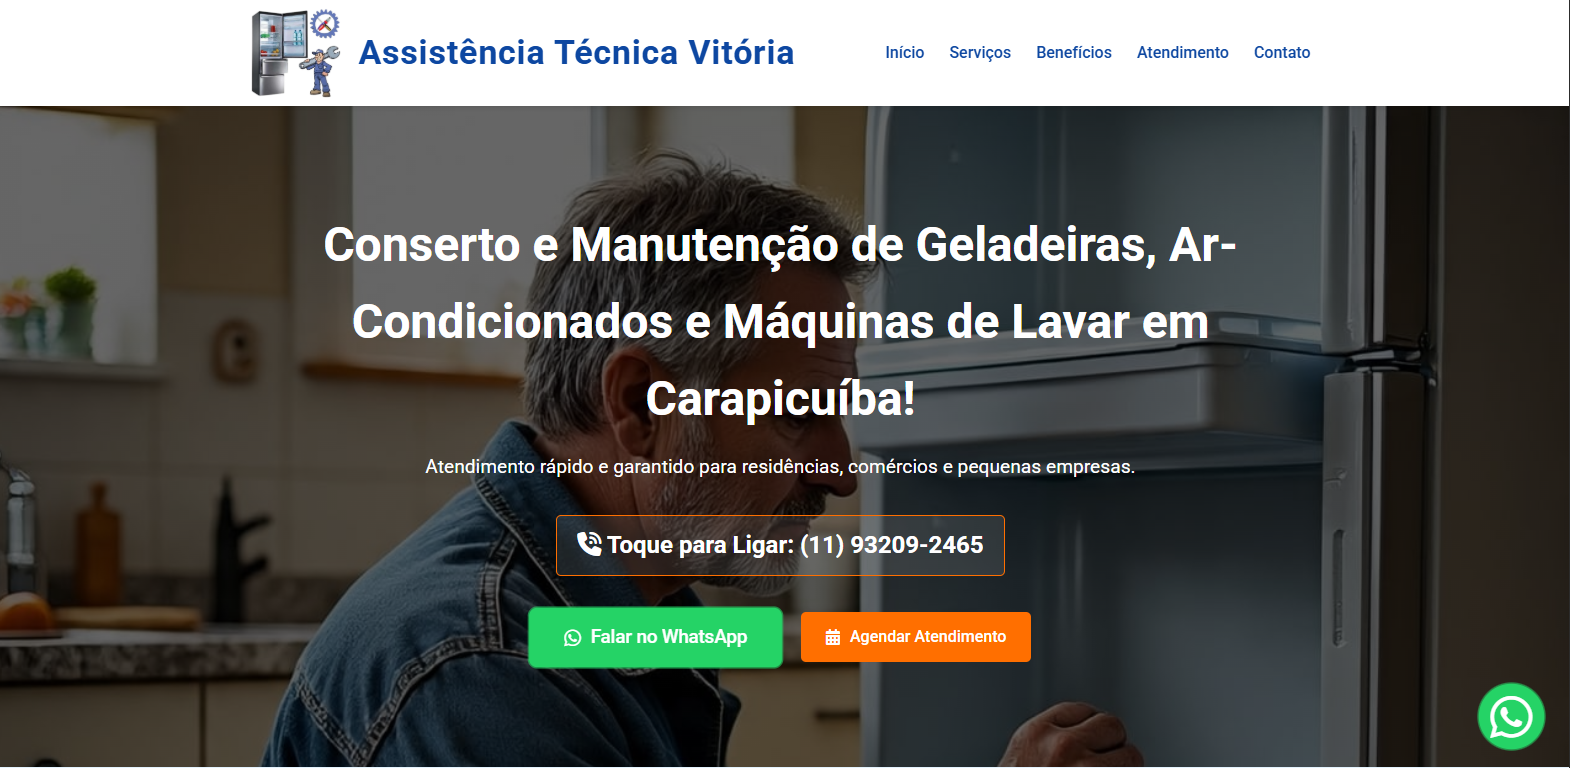 Assistência Técnica Vitória
Início Serviços Benefícios Atendimento Contato
Conserto e Manutenção de Geladeiras, Ar-
Condicionados e Máquinas de Lavar em
Carapicuíba!
Atendimento rápido e garantido para residências, comércios e pequenas empresas.
Toque para Ligar: (11) 93209-2465
Falar no WhatsApp
Agendar Atendimento